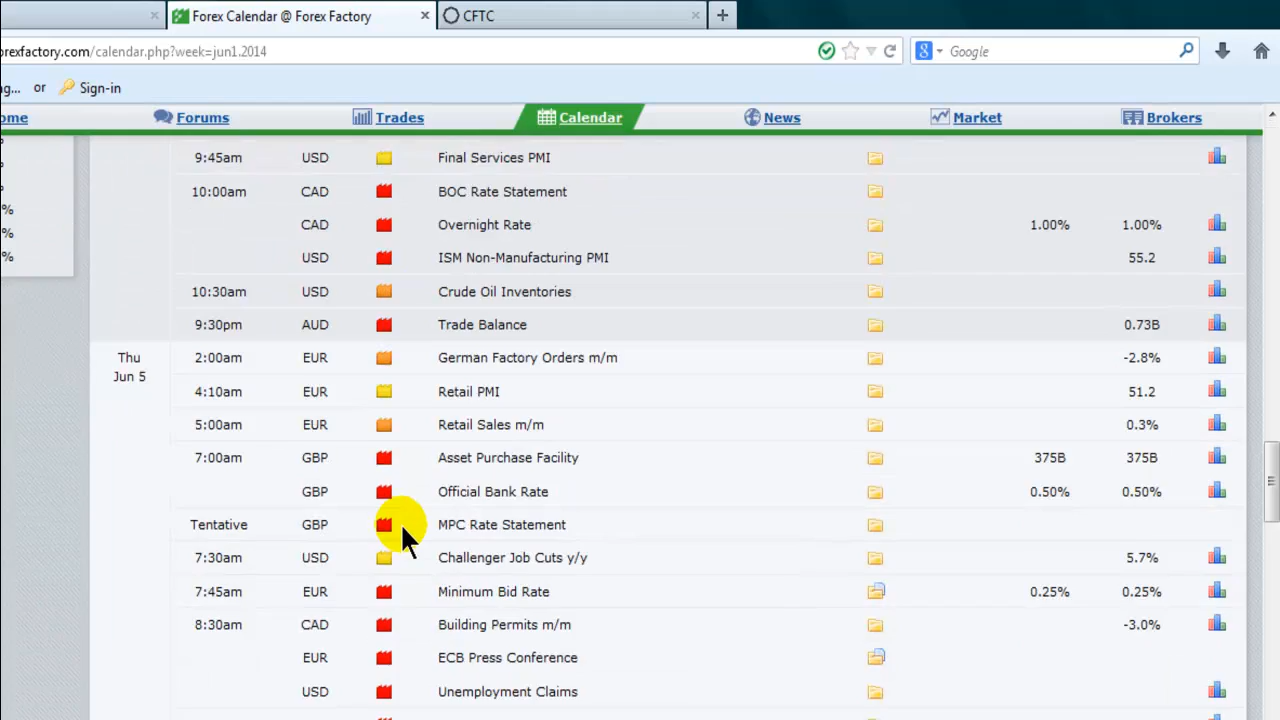 Forex Calendar @ Forex Factory × CFTC ×
orexfactory.com/calendar.php?week=jun1.2014 Google
ng... or Sign-in
ome Forums Trades Calendar News Market Brokers
%
%
%
9:45am USD Final Services PMI
10:00am CAD BOC Rate Statement
CAD Overnight Rate 1.00% 1.00%
USD ISM Non-Manufacturing PMI 55.2
10:30am USD Crude Oil Inventories
9:30pm AUD Trade Balance 0.73B
Thu 2:00am EUR German Factory Orders m/m -2.8%
Jun 5
4:10am EUR Retail PMI 51.2
5:00am EUR Retail Sales m/m 0.3%
7:00am GBP Asset Purchase Facility 375B 375B
GBP Official Bank Rate 0.50% 0.50%
Tentative GBP MPC Rate Statement
7:30am USD Challenger Job Cuts y/y 5.7%
7:45am EUR Minimum Bid Rate 0.25% 0.25%
8:30am CAD Building Permits m/m -3.0%
EUR ECB Press Conference
USD Unemployment Claims